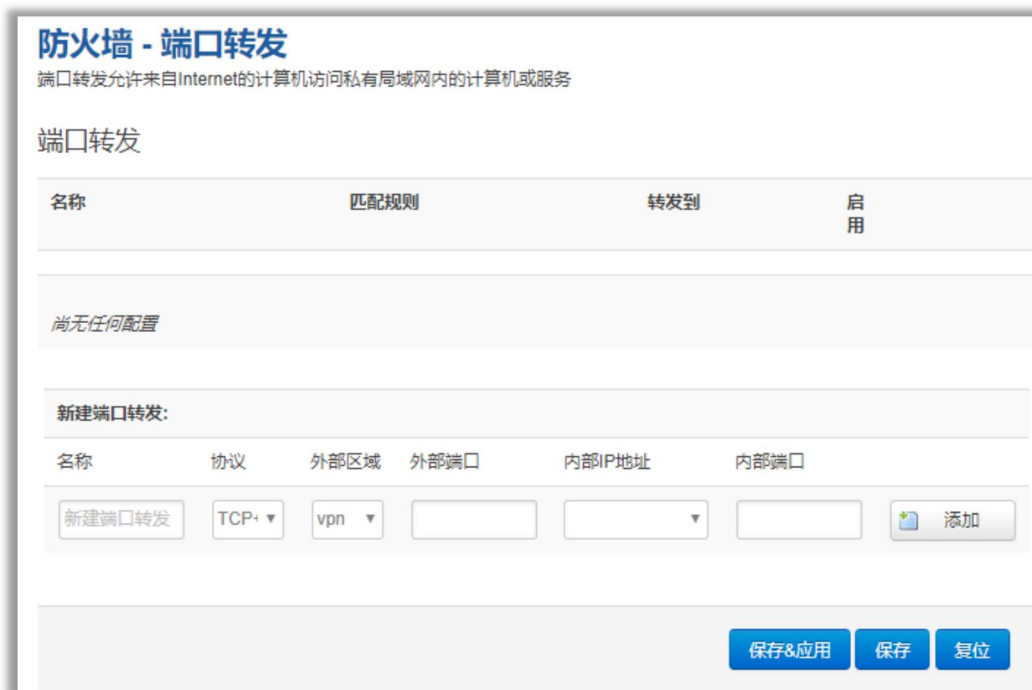 防火墙 - 端口转发
端口转发允许来自Internet的计算机访问私有局域网内的计算机或服务
端口转发
名称 匹配规则 转发到 启用
尚无任何配置
新建端口转发:
名称 协议 外部区域 外部端口 内部IP地址 内部端口
新建端口转发 TCP+ vpn 添加
保存&应用 保存 复位